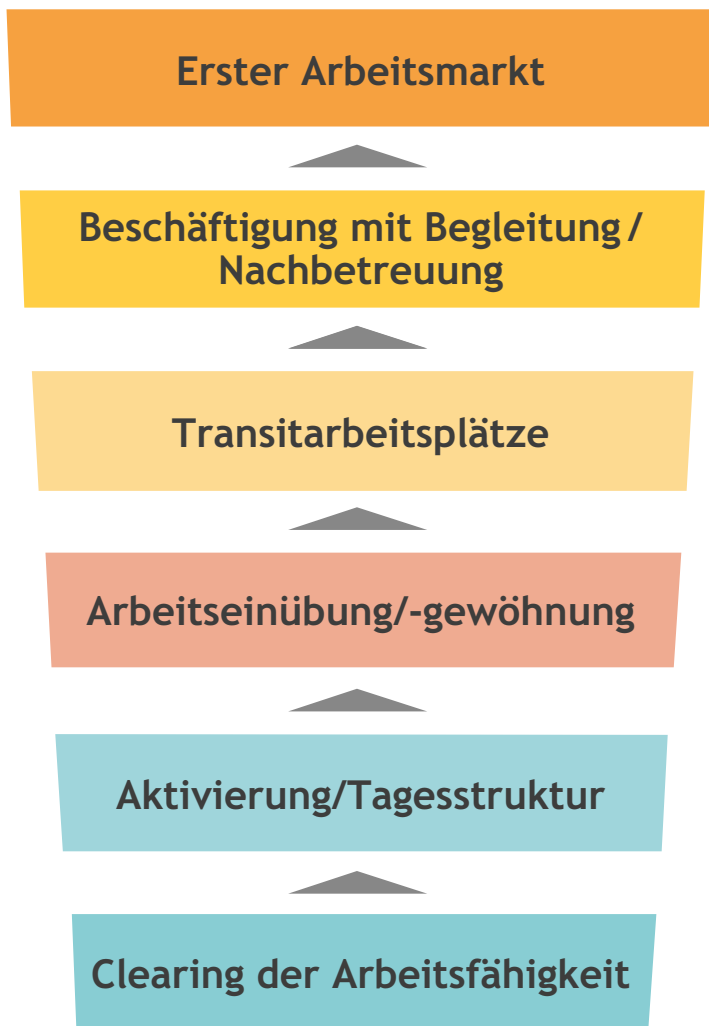 Erster Arbeitsmarkt
Beschäftigung mit Begleitung /
Nachbetreuung
Transitarbeitsplätze
Arbeitseinübung/-gewöhnung
Aktivierung/Tagesstruktur
Clearing der Arbeitsfähigkeit